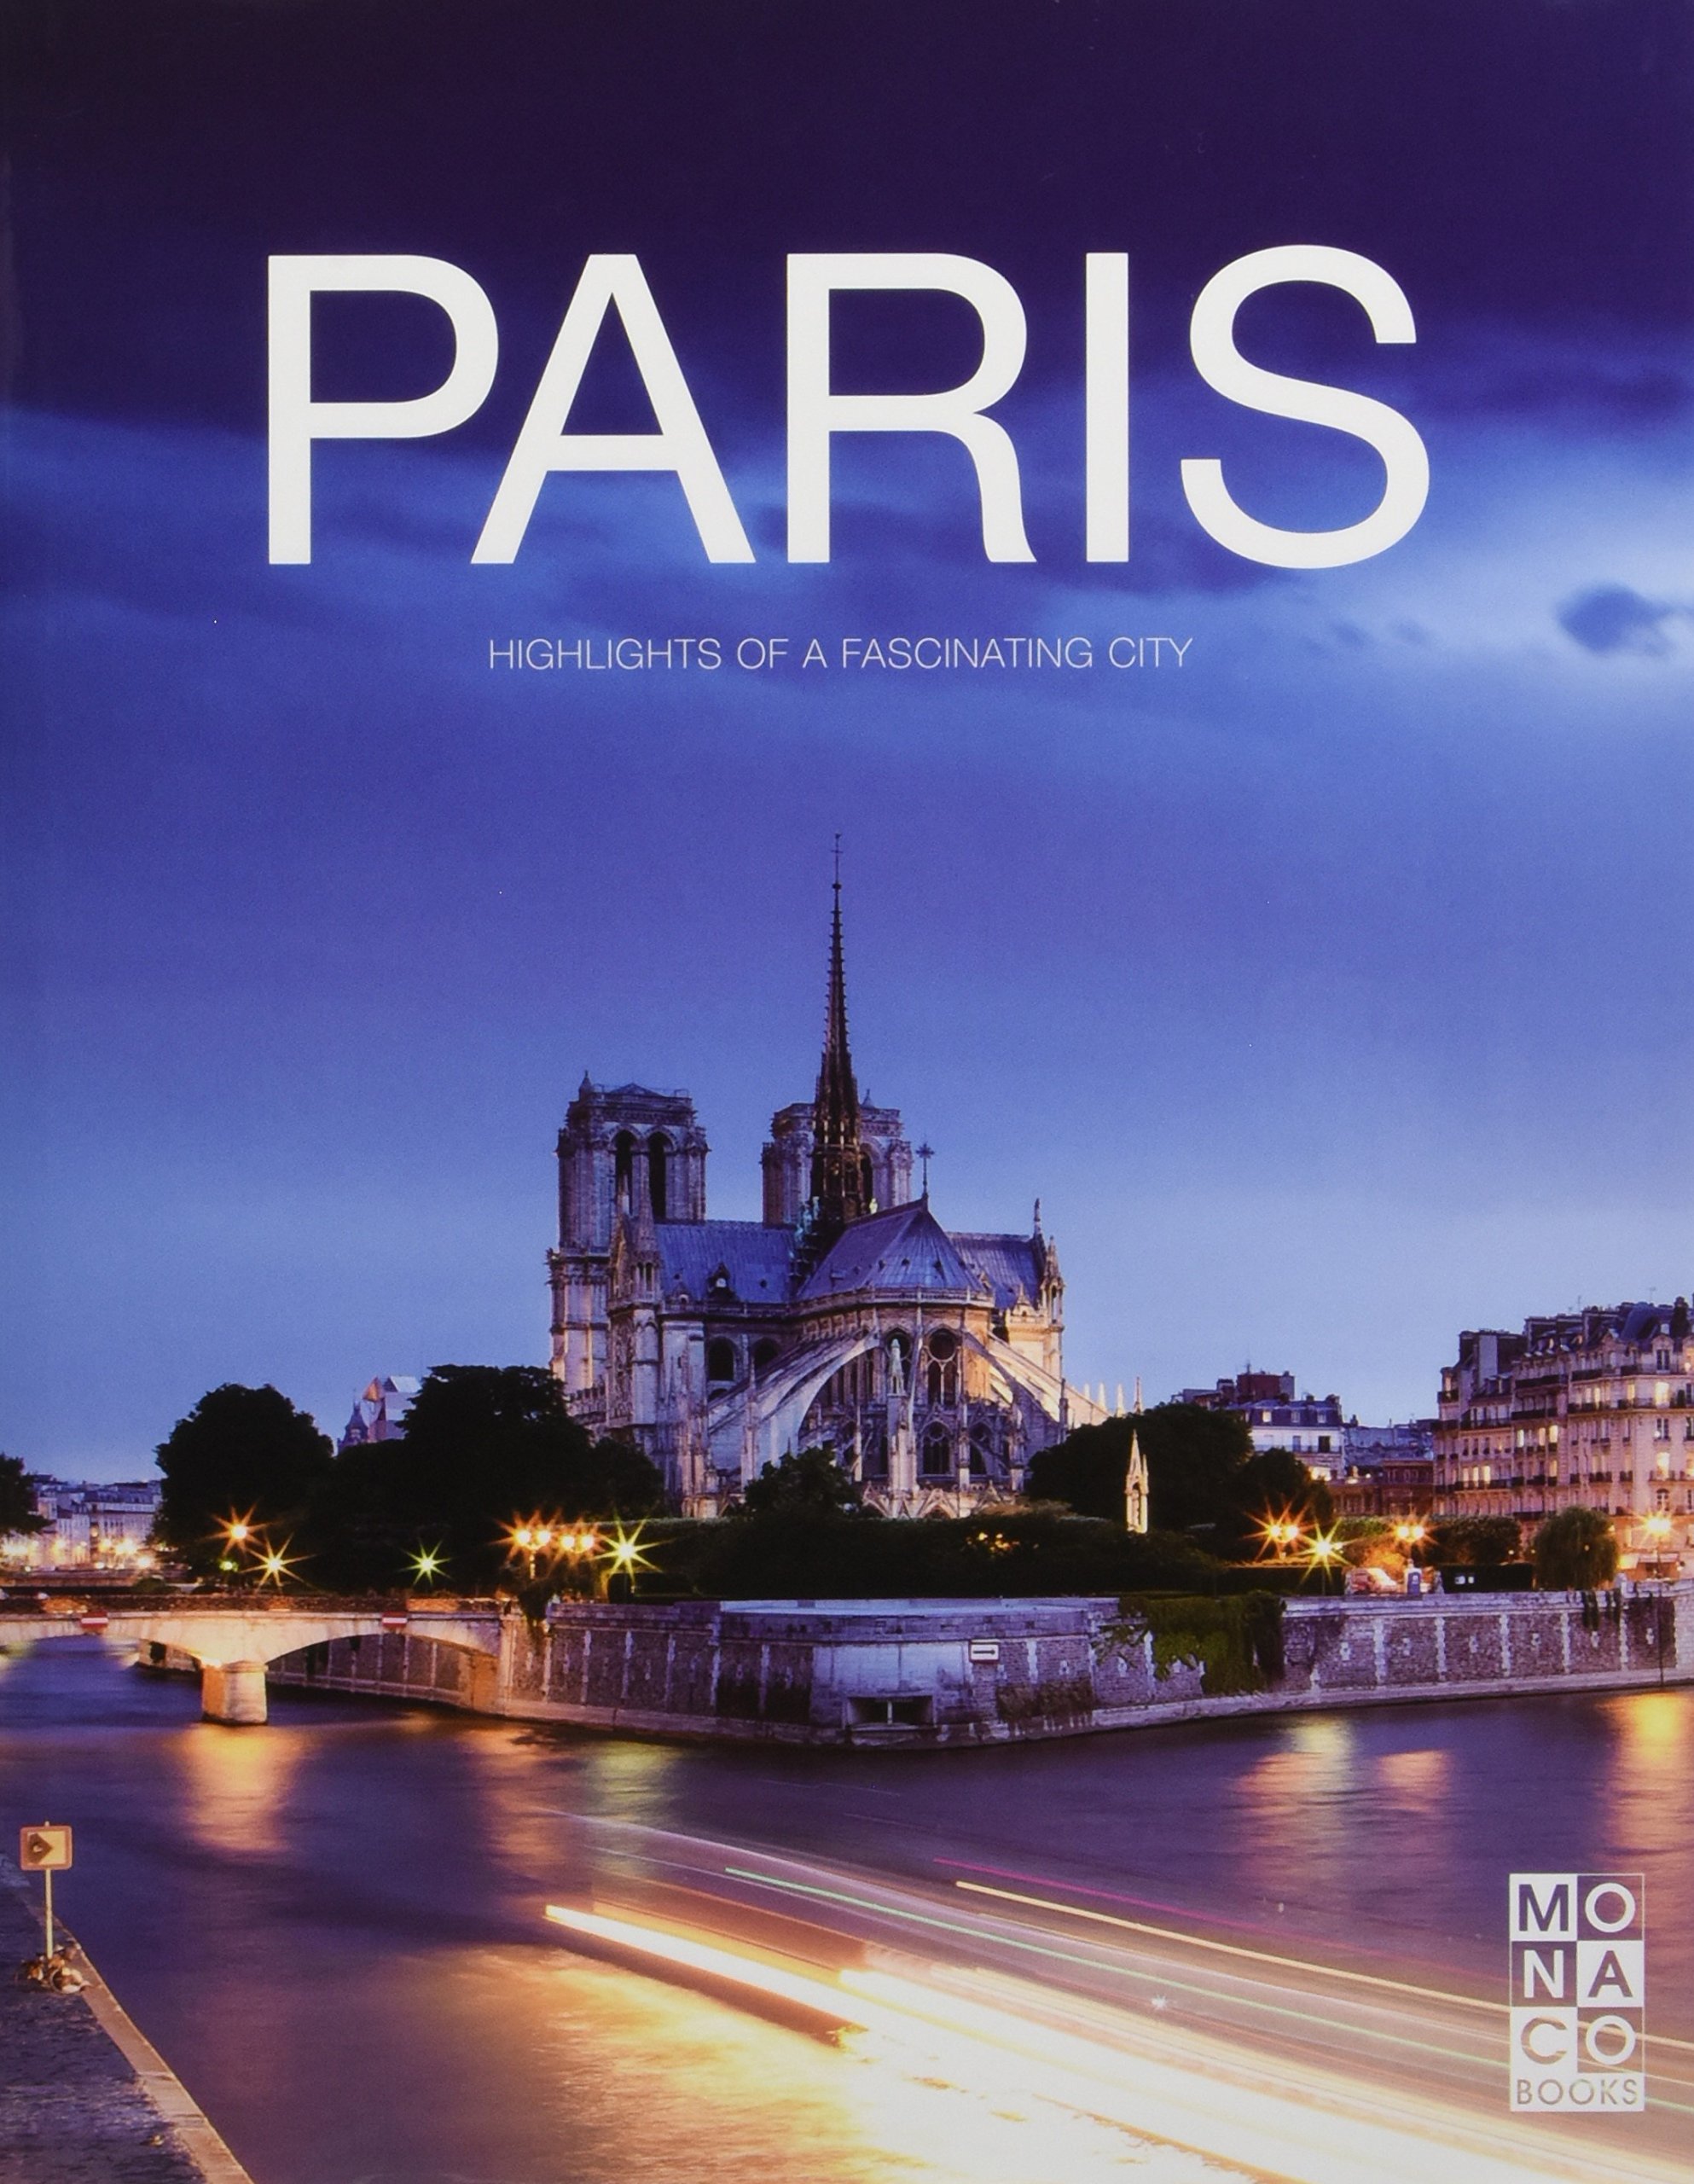 PARIS
HIGHLIGHTS OF A FASCINATING CITY
MO
NA
CO
BOOKS